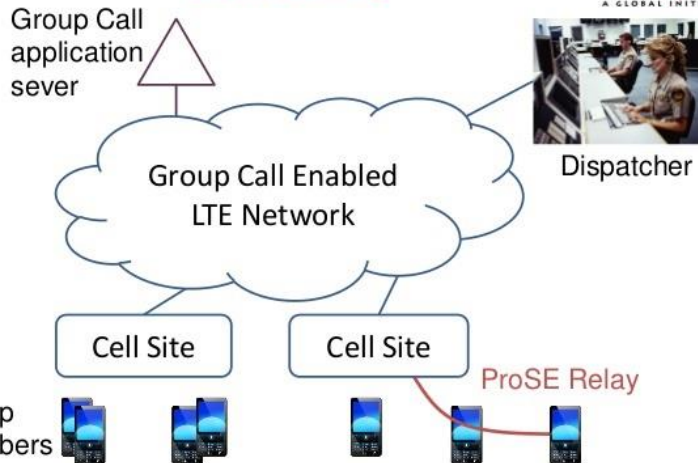 A GLOBAL INIT
Group Call
application
sever
Group Call Enabled
LTE Network
Dispatcher
Cell Site
Cell Site
ProSE Relay
p
bers